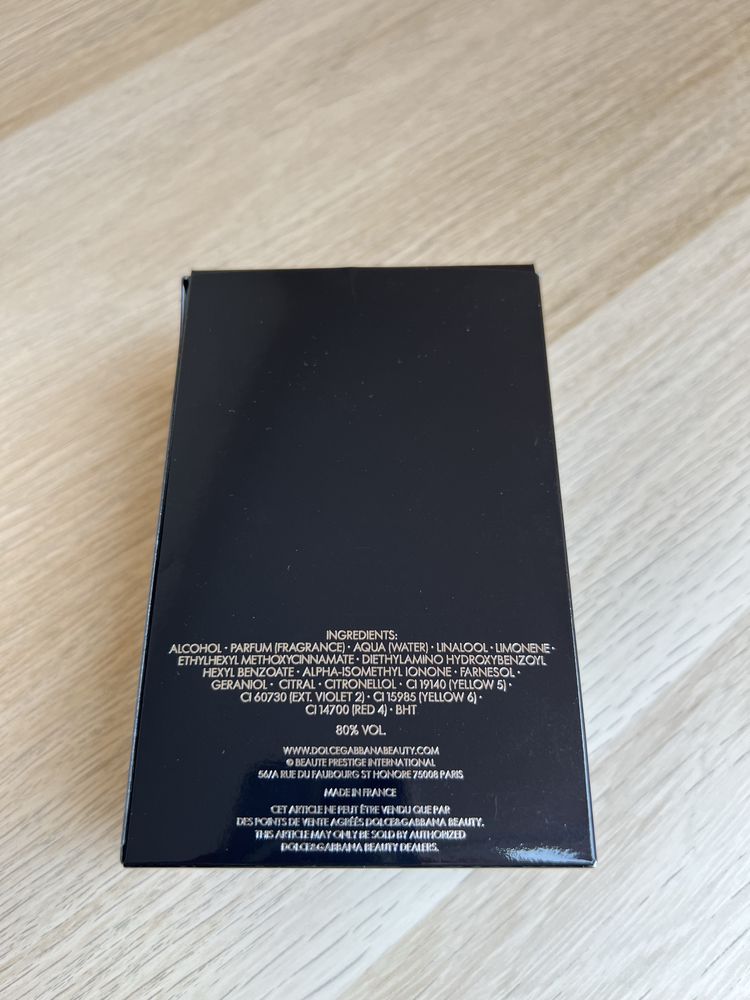 INGREDIENTS:
ALCOHOL · PARFUM (FRAGRANCE) · AQUA (WATER) · LINALOOL · LIMONENE ·
ETHYLHEXYL METHOXYCINNAMATE · DIETHYLAMINO HYDROXYBENZOYL
HEXYL BENZOATE · ALPHA-ISOMETHYL IONONE · FARNESOL ·
GERANIOL · CITRAL · CITRONELLOL · CI 19140 (YELLOW 5) ·
CI 60730 (EXT. VIOLET 2) · CI 15985 (YELLOW 6) ·
CI 14700 (RED 4) · BHT
80% VOL.
WWW.DOLCEGABBANABEAUTY.COM
© BEAUTE PRESTIGE INTERNATIONAL
56/A RUE DU FAUBOURG ST HONORE 75008 PARIS
MADE IN FRANCE
CET ARTICLE NE PEUT ÊTRE VENDU QUE PAR
DES POINTS DE VENTE AGRÉÉS DOLCE&GABBANA BEAUTY.
THIS ARTICLE MAY ONLY BE SOLD BY AUTHORIZED
DOLCE&GABBANA BEAUTY DEALERS.